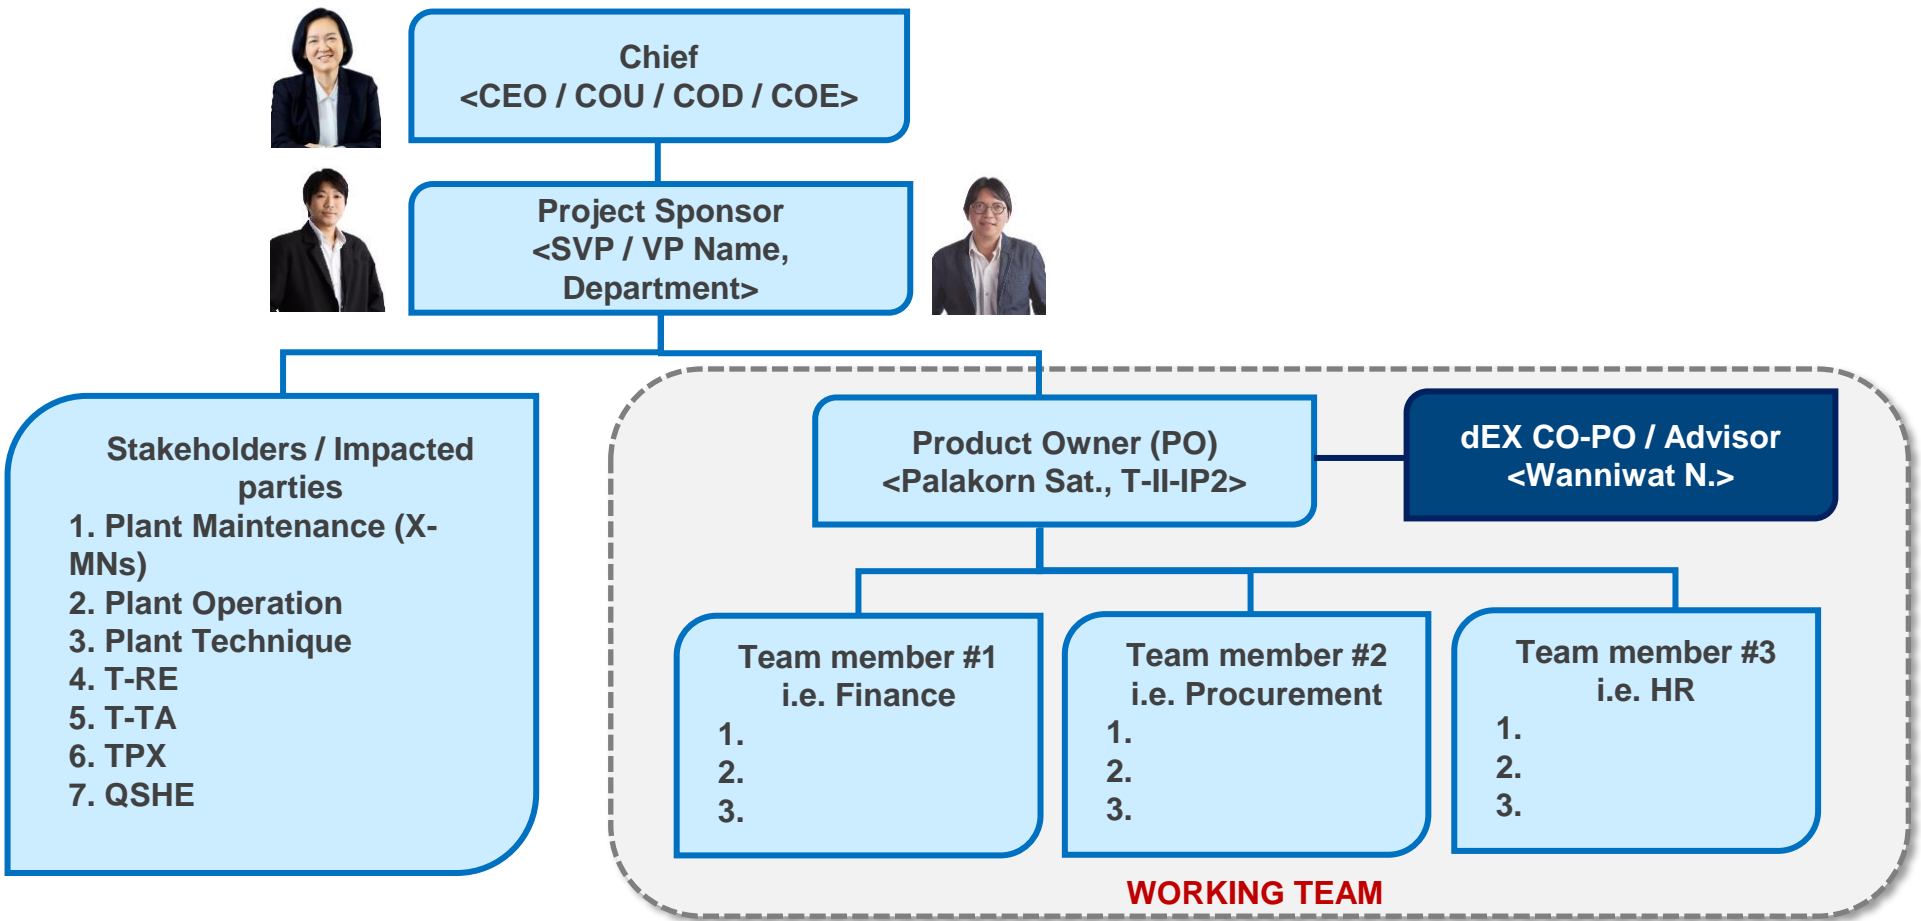 Chief
<CEO / COU / COD / COE>
Project Sponsor
<SVP / VP Name,
Department>
Stakeholders / Impacted
parties
1. Plant Maintenance (X-
MNs)
2. Plant Operation
3. Plant Technique
4. T-RE
5. T-TA
6. TPX
7. QSHE
Product Owner (PO)
<Palakorn Sat., T-II-IP2>
dEX CO-PO / Advisor
<Wanniwat N.>
Team member #1
i.e. Finance
1.
2.
3.
Team member #2
i.e. Procurement
1.
2.
3.
Team member #3
i.e. HR
1.
2.
3.
WORKING TEAM